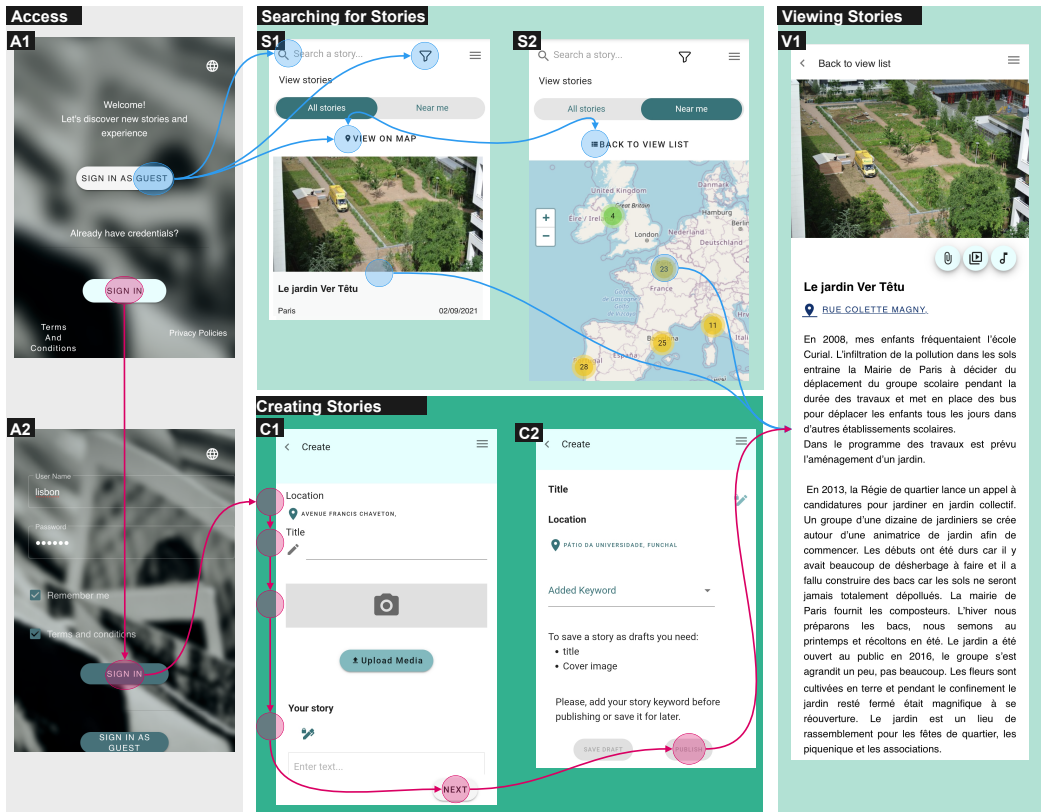 Access
A1
Welcome!
Let's discover new stories and
experience
SIGN IN AS GUEST
Already have credentials?
SIGN IN
Terms
And
Conditions
Privacy Policies
A2
User Name
lisbon
Password
Remember me
Terms and conditions
SIGN IN
SIGN IN AS
GUEST
Searching for Stories
S1
Search a story...
View stories
All stories
Near me
VIEW ON MAP
Le jardin Ver Têtu
Paris
02/09/2021
S2
Search a story...
View stories
All stories
Near me
BACK TO VIEW LIST
+
−
United Kingdom
Great Britain
Danmark
Hamburg
Éire / Irela
4
London
Nederland
Deutschland
23
France
Golfe
de Gascogne
11
25
España
Portugal
28
Itali
Creating Stories
C1
Create
Location
AVENUE FRANCIS CHAVETON,
Title
Upload Media
Your story
Enter text...
NEXT
C2
Create
Title
Location
PÁTIO DA UNIVERSIDADE, FUNCHAL
Added Keyword
To save a story as drafts you need:
• title
• Cover image
Please, add your story keyword before
publishing or save it for later.
SAVE DRAFT
PUBLISH
Viewing Stories
V1
Back to view list
Le jardin Ver Têtu
RUE COLETTE MAGNY,
En 2008, mes enfants fréquentaient l'école
Curial. L'infiltration de la pollution dans les sols
entraine la Mairie de Paris à décider du
déplacement du groupe scolaire pendant la
durée des travaux et met en place des bus
pour déplacer les enfants tous les jours dans
d'autres établissements scolaires.
Dans le programme des travaux est prévu
l'aménagement d'un jardin.
En 2013, la Régie de quartier lance un appel à
candidatures pour jardiner en jardin collectif.
Un groupe d'une dizaine de jardiniers se crée
autour d'une animatrice de jardin afin de
commencer. Les débuts ont été durs car il y
avait beaucoup de désherbage à faire et il a
fallu construire des bacs car les sols ne seront
jamais totalement dépollués. La mairie de
Paris fournit les composteurs. L'hiver nous
préparons les bacs, nous semons au
printemps et récoltons en été. Le jardin a été
ouvert au public en 2016, le groupe s'est
agrandit un peu, pas beaucoup. Les fleurs sont
cultivées en terre et pendant le confinement le
jardin resté fermé était magnifique à se
réouverture. Le jardin est un lieu de
rassemblement pour les fêtes de quartier, les
piquenique et les associations.